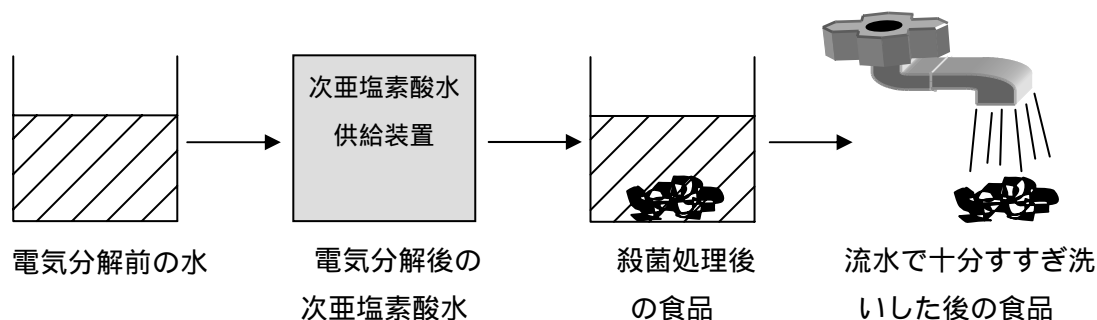 次亜塩素酸水
供給装置
電気分解前の水
電気分解後の
次亜塩素酸水
殺菌処理後
の食品
流水で十分すすぎ洗
いした後の食品